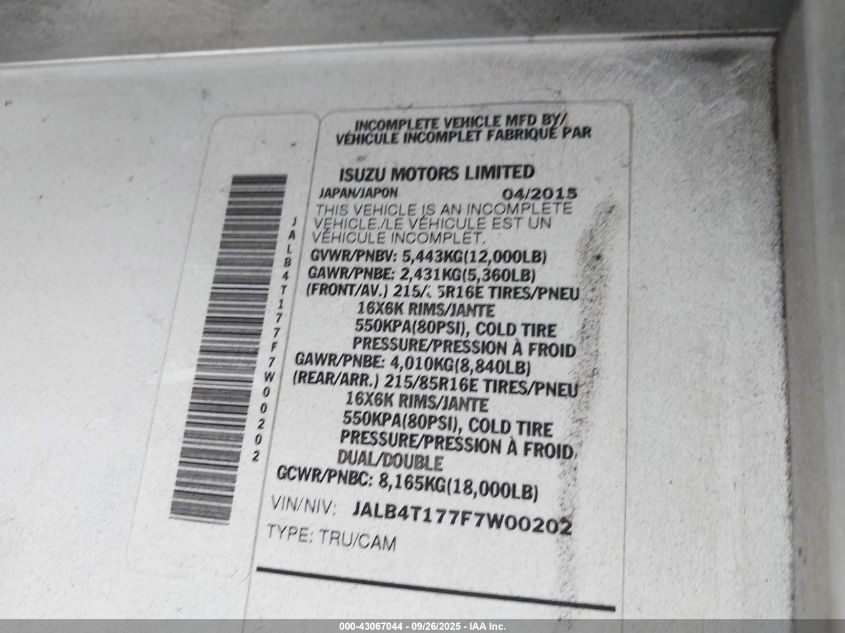 INCOMPLETE VEHICLE MFD BY/
VÉHICULE INCOMPLET FABRIQUÉ PAR
ISUZU MOTORS LIMITED
JAPAN/JAPON 04/2015
THIS VEHICLE IS AN INCOMPLETE
VEHICLE./LE VÉHICULE EST UN
VÉHICULE INCOMPLET.
GVWR/PNBV: 5,443KG(12,000LB)
GAWR/PNBE: 2,431KG(5,360LB)
(FRONT/AV.) TIRES/PNEU
16X6K RIMS/JANTE
550KPA(80PSI), COLD TIRE
PRESSURE/PRESSION À FROID
GAWR/PNBE: 4,010KG(8,840LB)
(REAR/ARR.) 215/85R16E TIRES/PNEU
16X6K RIMS/JANTE
550KPA(80PSI), COLD TIRE
PRESSURE/PRESSION À FROID,
DUAL/DOUBLE
GCWR/PNBC: 8,165KG(18,000LB)
VIN/NIV: JALB4T177F7W00202
TYPE: TRU/CAM
JALB4T177F7W00202
000-43067044 - 09/26/2025 - IAA Inc.